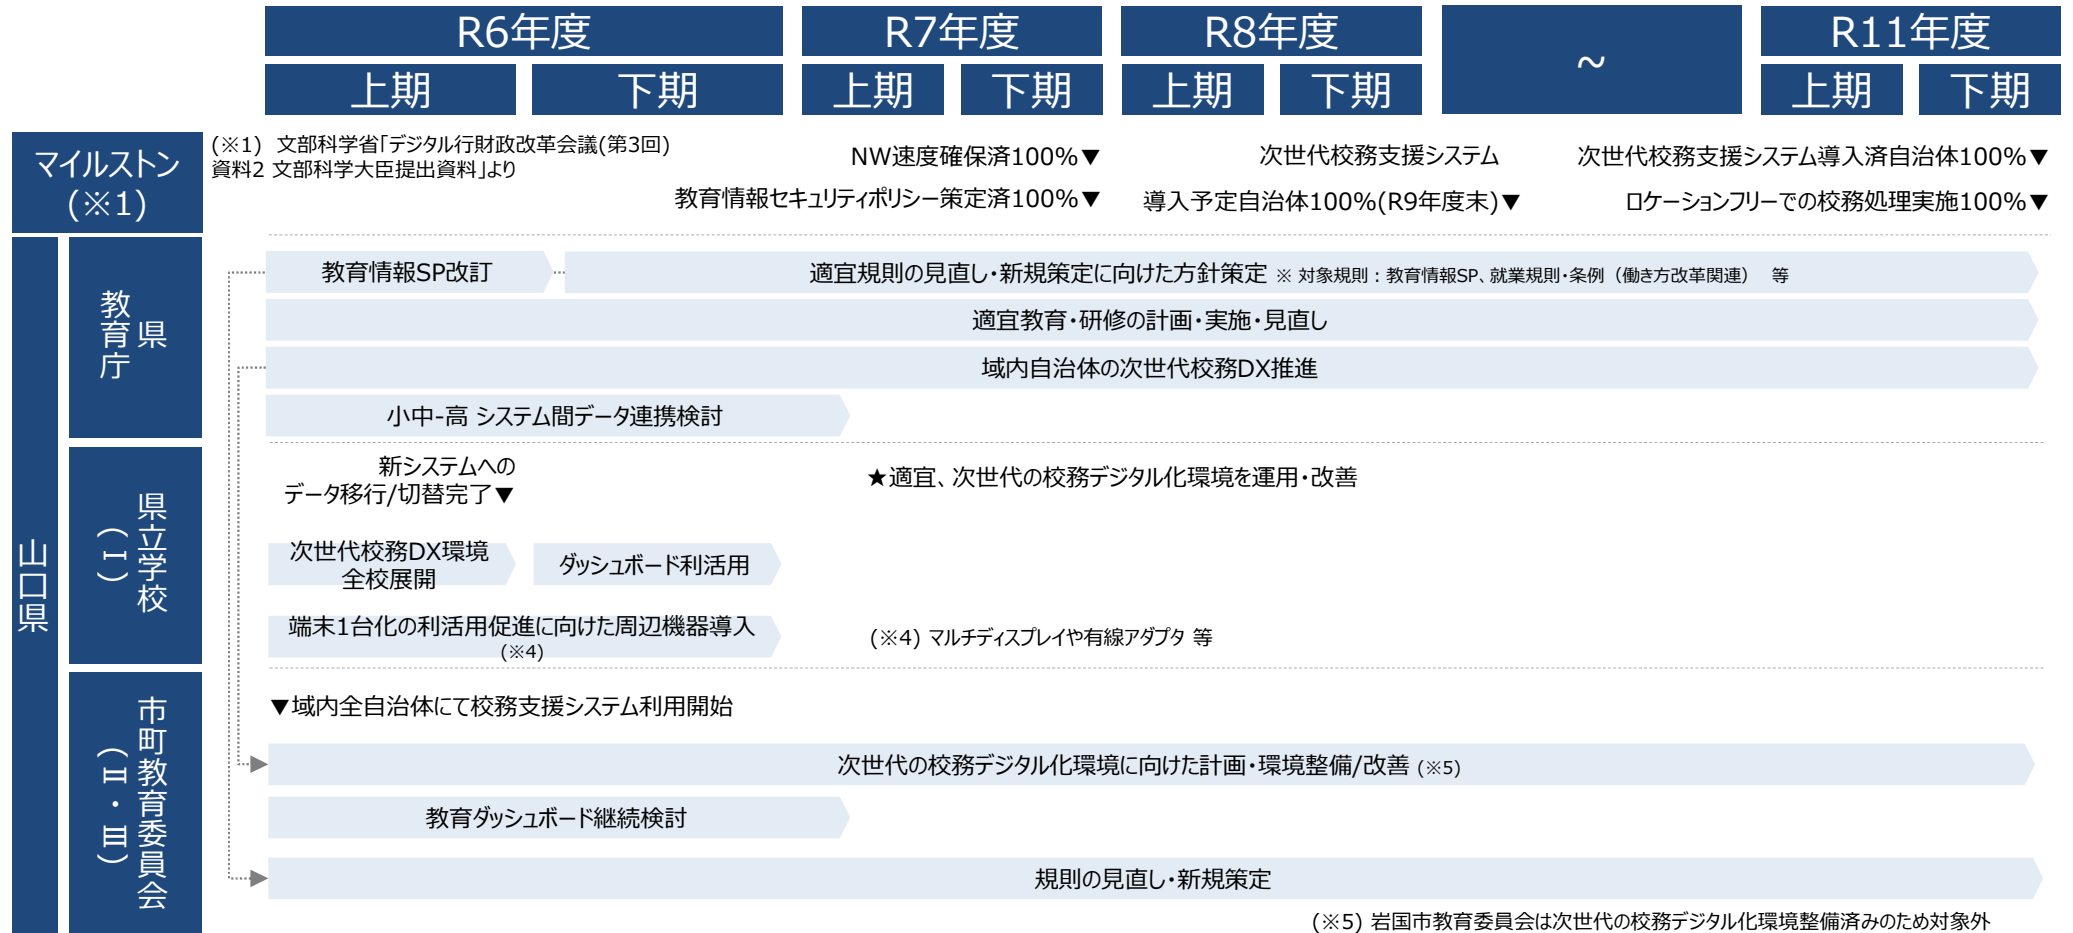 R6年度
R7年度
R8年度
~
R11年度
上期
下期
上期
下期
上期
下期
上期
下期
マイルストン
(※1)
(※1) 文部科学省「デジタル行財政改革会議(第3回)
資料2 文部科学大臣提出資料」より
NW速度確保済100%▼
教育情報セキュリティポリシー策定済100%▼
次世代校務支援システム
導入予定自治体100%(R9年度末)▼
次世代校務支援システム導入済自治体100%▼
ロケーションフリーでの校務処理実施100%▼
山口県
県
教育庁
教育情報SP改訂
適宜規則の見直し・新規策定に向けた方針策定 ※ 対象規則：教育情報SP、就業規則・条例（働き方改革関連） 等
適宜教育・研修の計画・実施・見直し
域内自治体の次世代校務DX推進
小中-高 システム間データ連携検討
県立学校
(Ⅰ)
新システムへの
データ移行/切替完了▼
★適宜、次世代の校務デジタル化環境を運用・改善
次世代校務DX環境
全校展開
ダッシュボード利活用
端末1台化の利活用促進に向けた周辺機器導入
(※4)
(※4) マルチディスプレイや有線アダプタ 等
市町教育委員会
(Ⅱ・Ⅲ)
▼域内全自治体にて校務支援システム利用開始
次世代の校務デジタル化環境に向けた計画・環境整備/改善 (※5)
教育ダッシュボード継続検討
規則の見直し・新規策定
(※5) 岩国市教育委員会は次世代の校務デジタル化環境整備済みのため対象外